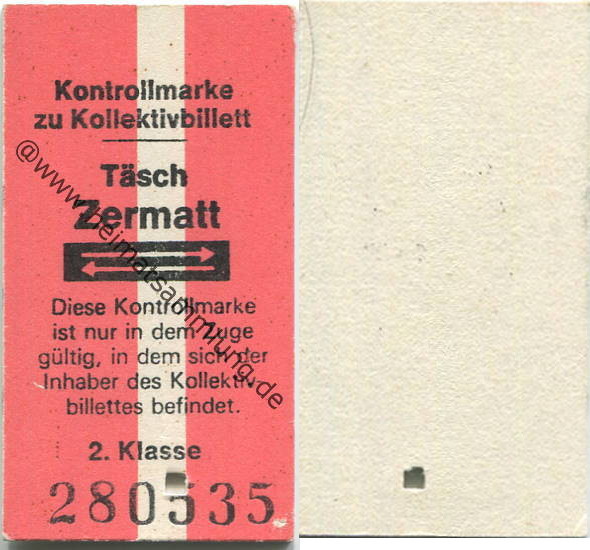 Kontrollmarke
zu Kollektivbillett
Täsch
Zermatt
Diese Kontrollmarke
ist nur in dem Zuge
gültig, in dem sich der
Inhaber des Kollektiv-
billettes befindet.
2. Klasse
280535
@www.heimatsammlung.de